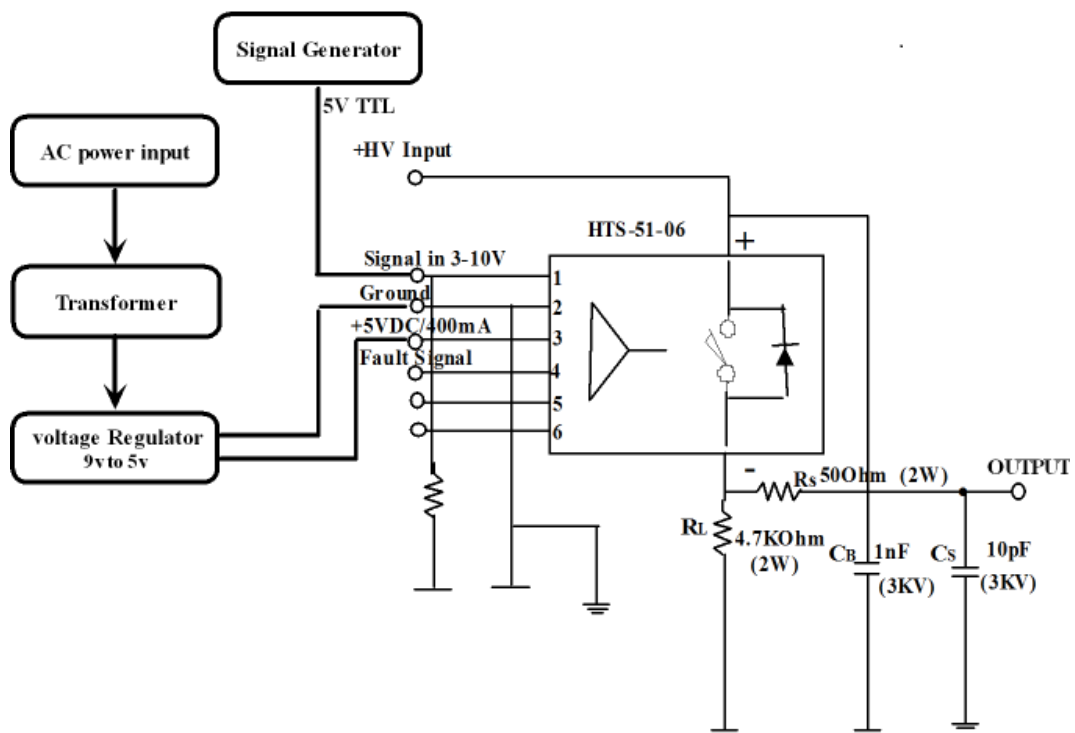 Signal Generator
5V TTL
AC power input
+HV Input
HTS-51-06
+
Signal in 3-10V
1
Ground
2
+5VDC/400mA
3
Fault Signal
4
5
6
Transformer
voltage Regulator
9v to 5v
-
Rs 50Ohm (2W)
OUTPUT
RL
4.7KOhm
(2W)
CB
1nF
(3KV)
Cs
10pF
(3KV)